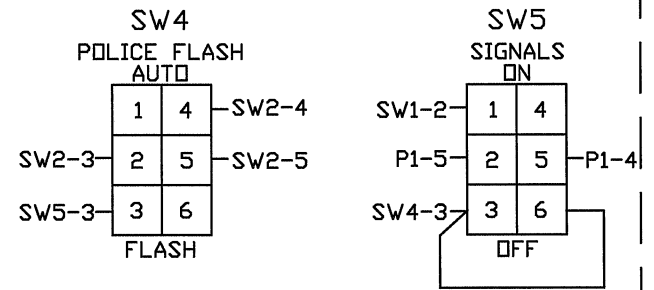 SW4
POLICE FLASH
AUTO
1 4 SW2-4
SW2-3 2 5 SW2-5
SW5-3 3 6
FLASH
SW5
SIGNALS
ON
SW1-2 1 4
P1-5 2 5 P1-4
SW4-3 3 6
OFF